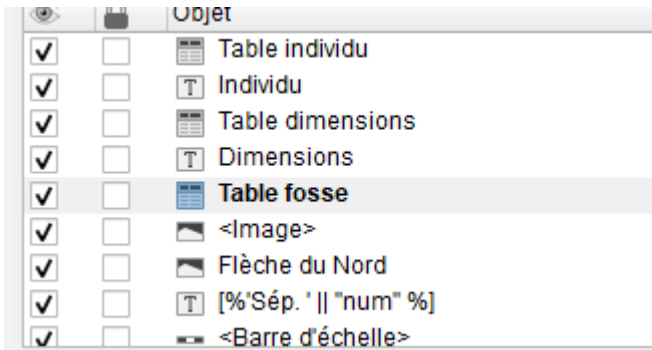 Objet
Table individu
Individu
Table dimensions
Dimensions
Table fosse
<Image>
Flèche du Nord
[%'Sép. ' || "num" %]
<Barre d'échelle>